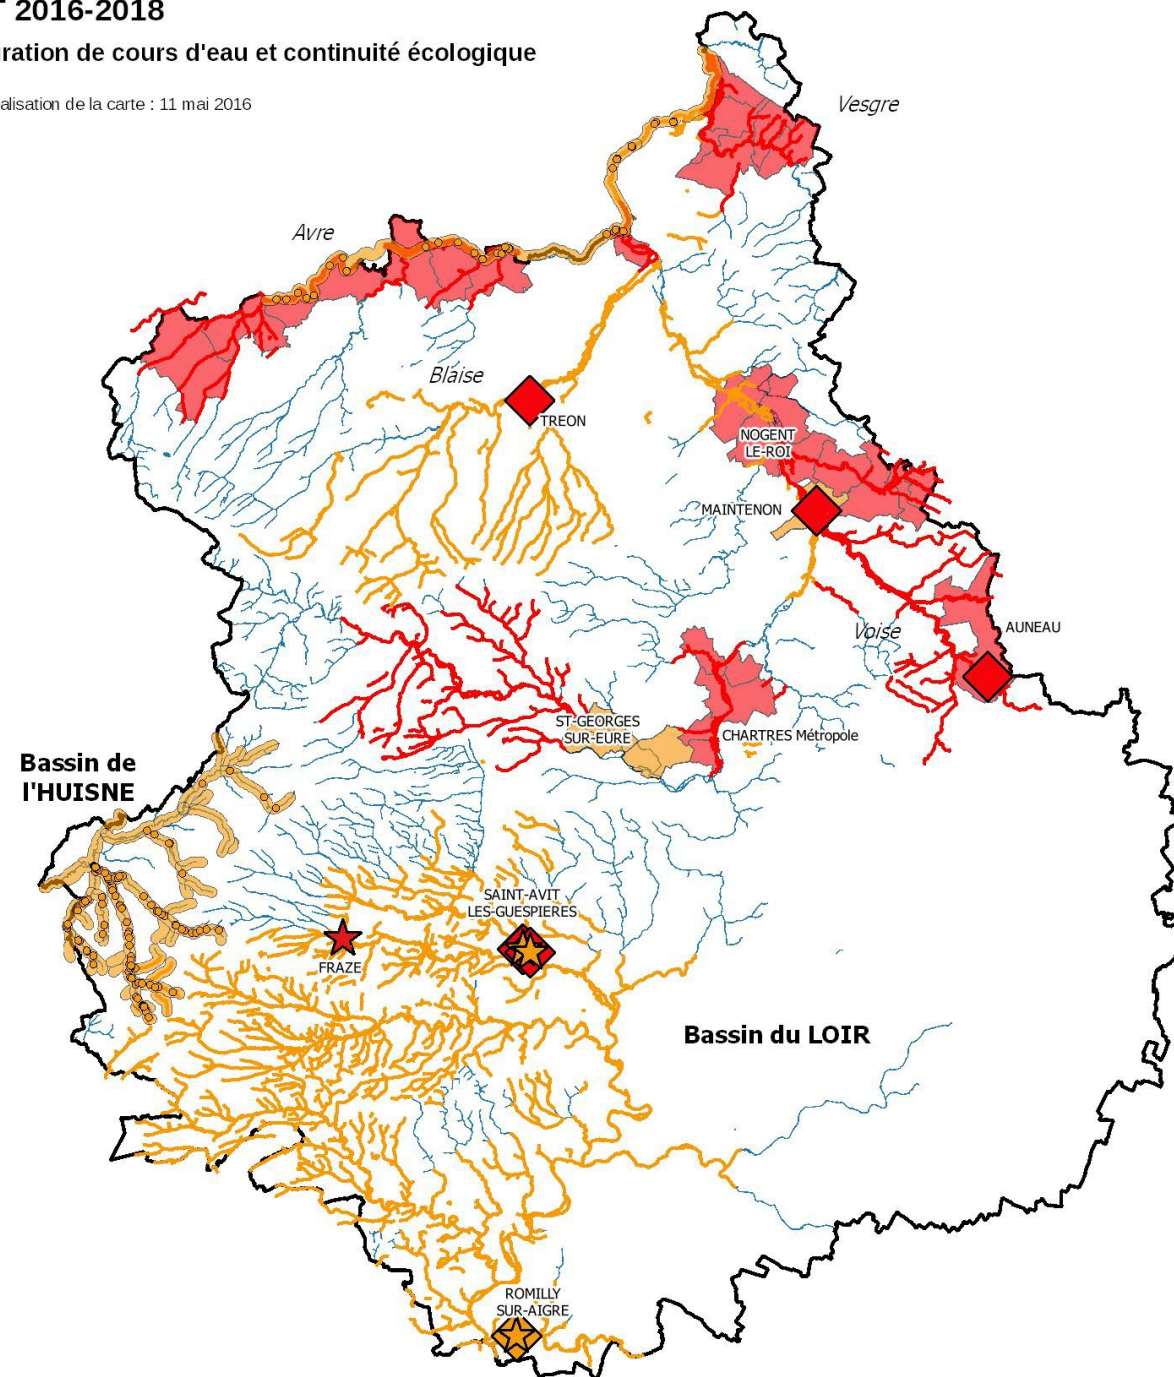 2016-2018
ration de cours d'eau et continuité écologique
alisation de la carte : 11 mai 2016
Vesgre
Avre
Blaise
TREON
NOGENT
LE-ROI
MAINTENON
Voise
AUNEAU
ST-GEORGES
SUR-EURE
CHARTRES Métropole
Bassin de
l'HUISNE
SAINT-AVIT
LES-GUESPIERES
FRAZE
Bassin du LOIR
ROMILLY
SUR-AIGRE